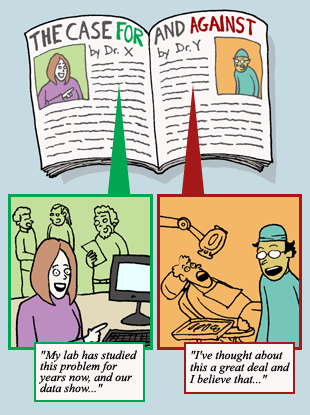 THE CASE FOR AND AGAINST
by Dr. X
by Dr. Y
"My lab has studied
this problem for
years now, and our
data show..."
"I've thought about
this a great deal and
I believe that..."